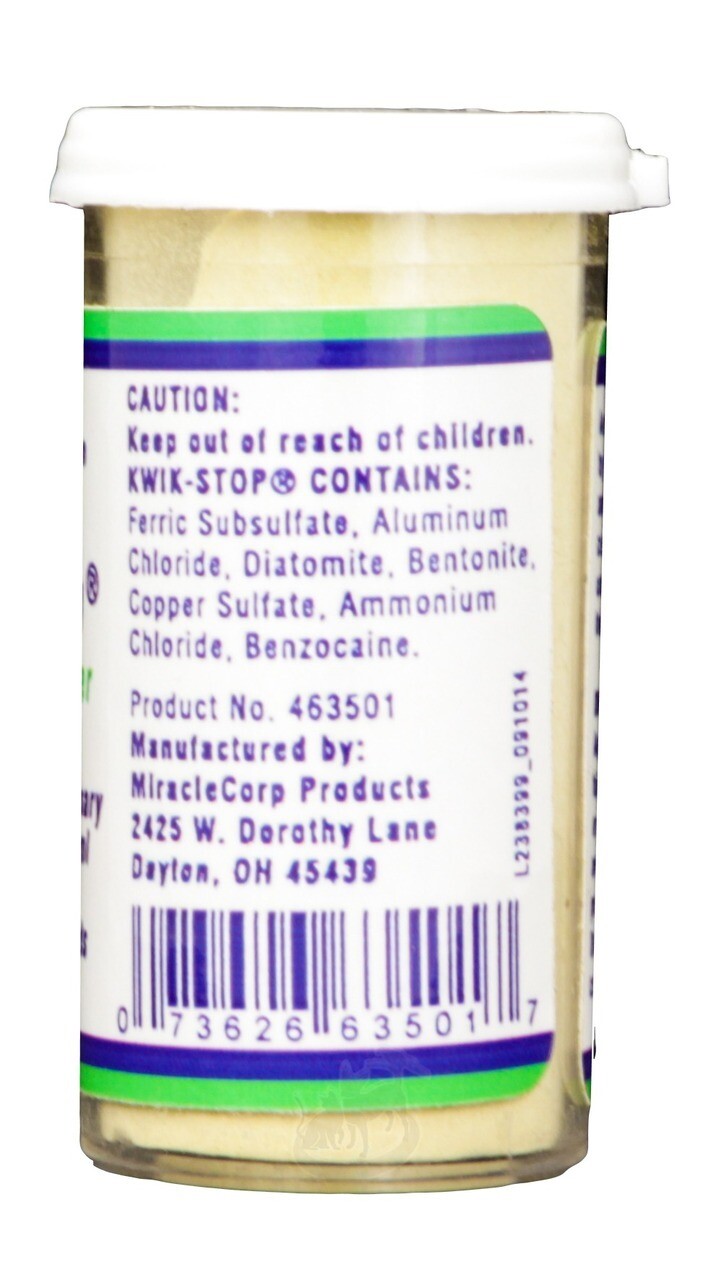 CAUTION:
Keep out of reach of children.
KWIK-STOP® CONTAINS:
Ferric Subsulfate, Aluminum
Chloride, Diatomite, Bentonite,
Copper Sulfate, Ammonium
Chloride, Benzocaine.
Product No. 463501
Manufactured by:
MiracleCorp Products
2425 W. Dorothy Lane
Dayton, OH 45439
L238399_091014
0 73626 63501 7
®